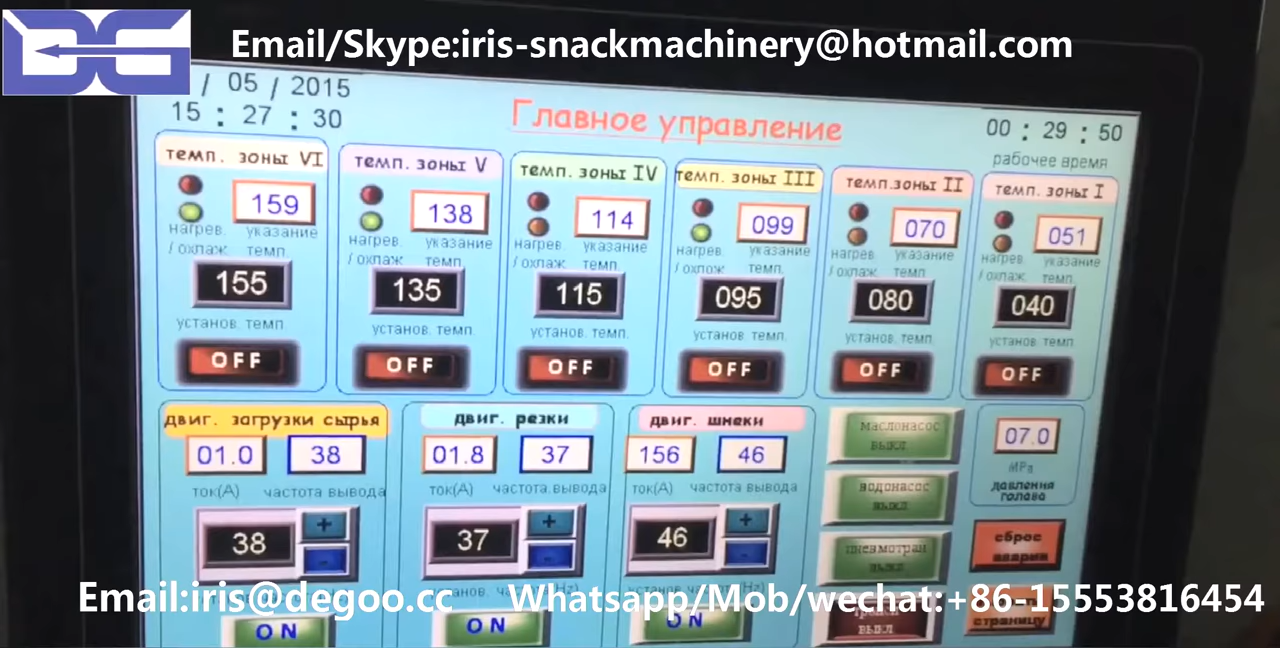 DG
Email/Skype:iris-snackmachinery@hotmail.com
/ 05 / 2015
15 : 27 : 30
Главное управление
00 : 29 : 50
рабочее время
темп. зоны VI
темп. зоны V
темп. зоны IV
темп. зоны III
темп.зоны II
темп. зоны I
159
138
114
099
070
051
нагрев. указание
/ охлаж темп.
нагрев. указание
/ охлаж темп.
нагрев. указание
/ охлаж темп.
нагрев. указание
/ охлаж темп.
нагрев. указание
/охлаж темп
нагрев. указание
/охлаж темп.
155
135
115
095
080
040
установ. темп.
установ. темп.
установ. темп.
установ. темп.
установ. темп.
установ. темп.
OFF
OFF
OFF
OFF
OFF
OFF
двиг. загрузки сырья
01.0 38
ток(А) частота вывода
38
+
-
ON
двиг. резки
01.8 37
ток(А) частота.вывода
37
+
-
ON
двиг. шнеки
156 46
ток(А) частота вывода
46
+
-
ON
маслонасос
выкл
водонасос
выкл
пневмотран
выкл
выкл
07.0
MPa
давления
голова
сброс
аварии
страницу
Email:iris@degoo.cc
Whatsapp/Mob/wechat:+86-15553816454